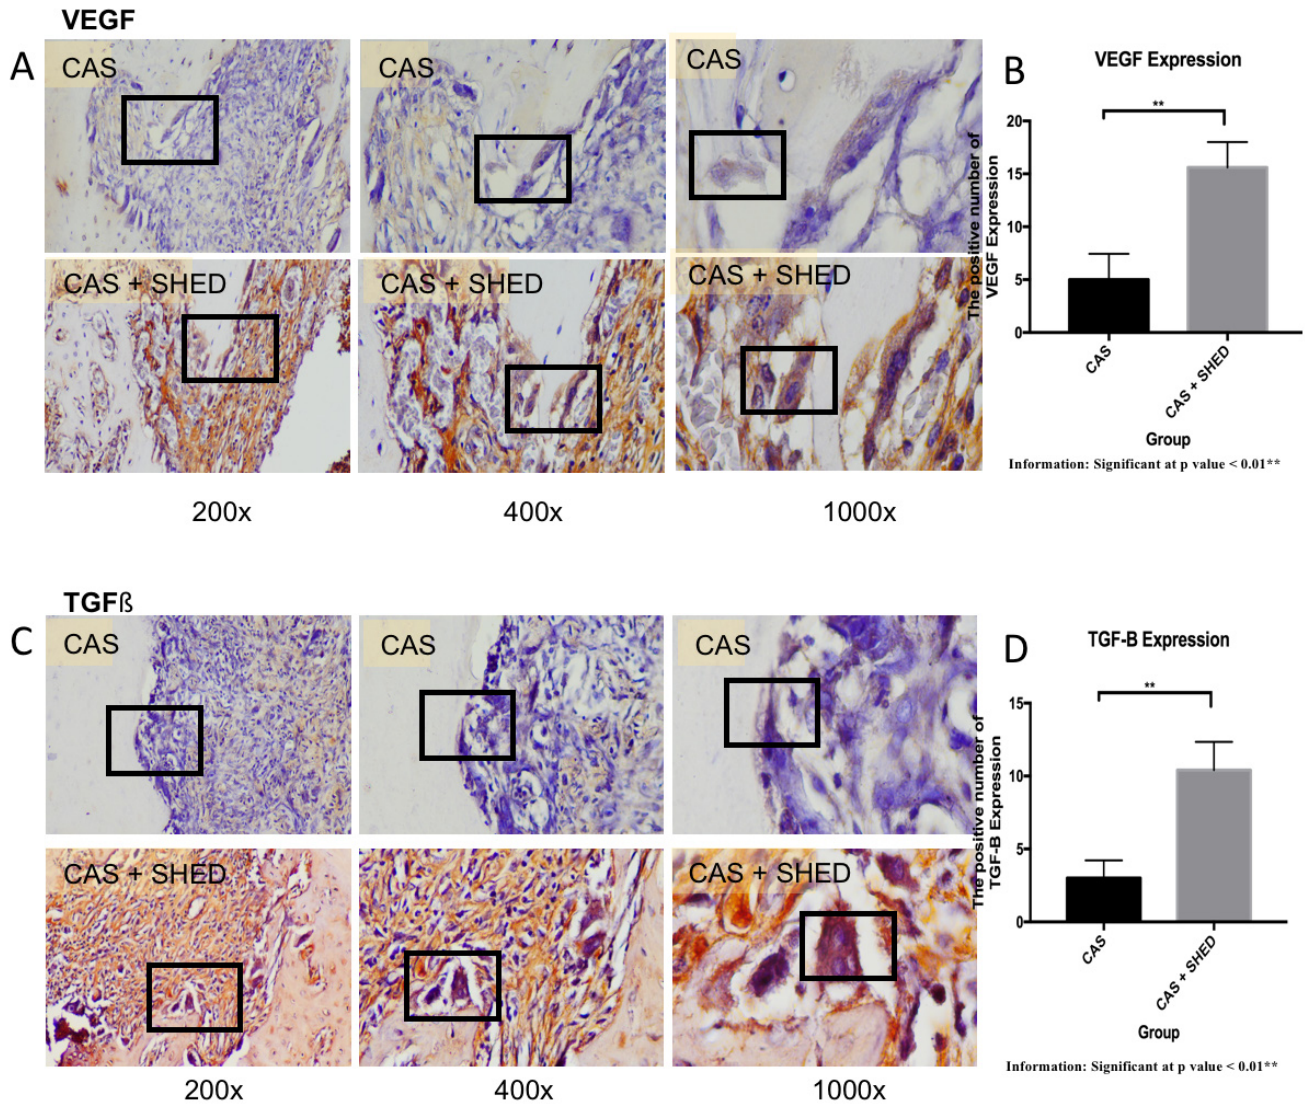 VEGF
A
CAS
CAS
CAS
CAS + SHED
CAS + SHED
CAS + SHED
200x
400x
1000x
B
VEGF Expression
**
The positive number of
VEGF Expression
20
15
10
5
0
CAS
CAS + SHED
Group
Information: Significant at p value < 0.01**
TGFß
C
CAS
CAS
CAS
CAS + SHED
CAS + SHED
CAS + SHED
200x
400x
1000x
D
TGF-B Expression
**
The positive number of
TGF-B Expression
15
10
5
0
CAS
CAS + SHED
Group
Information: Significant at p value < 0.01**